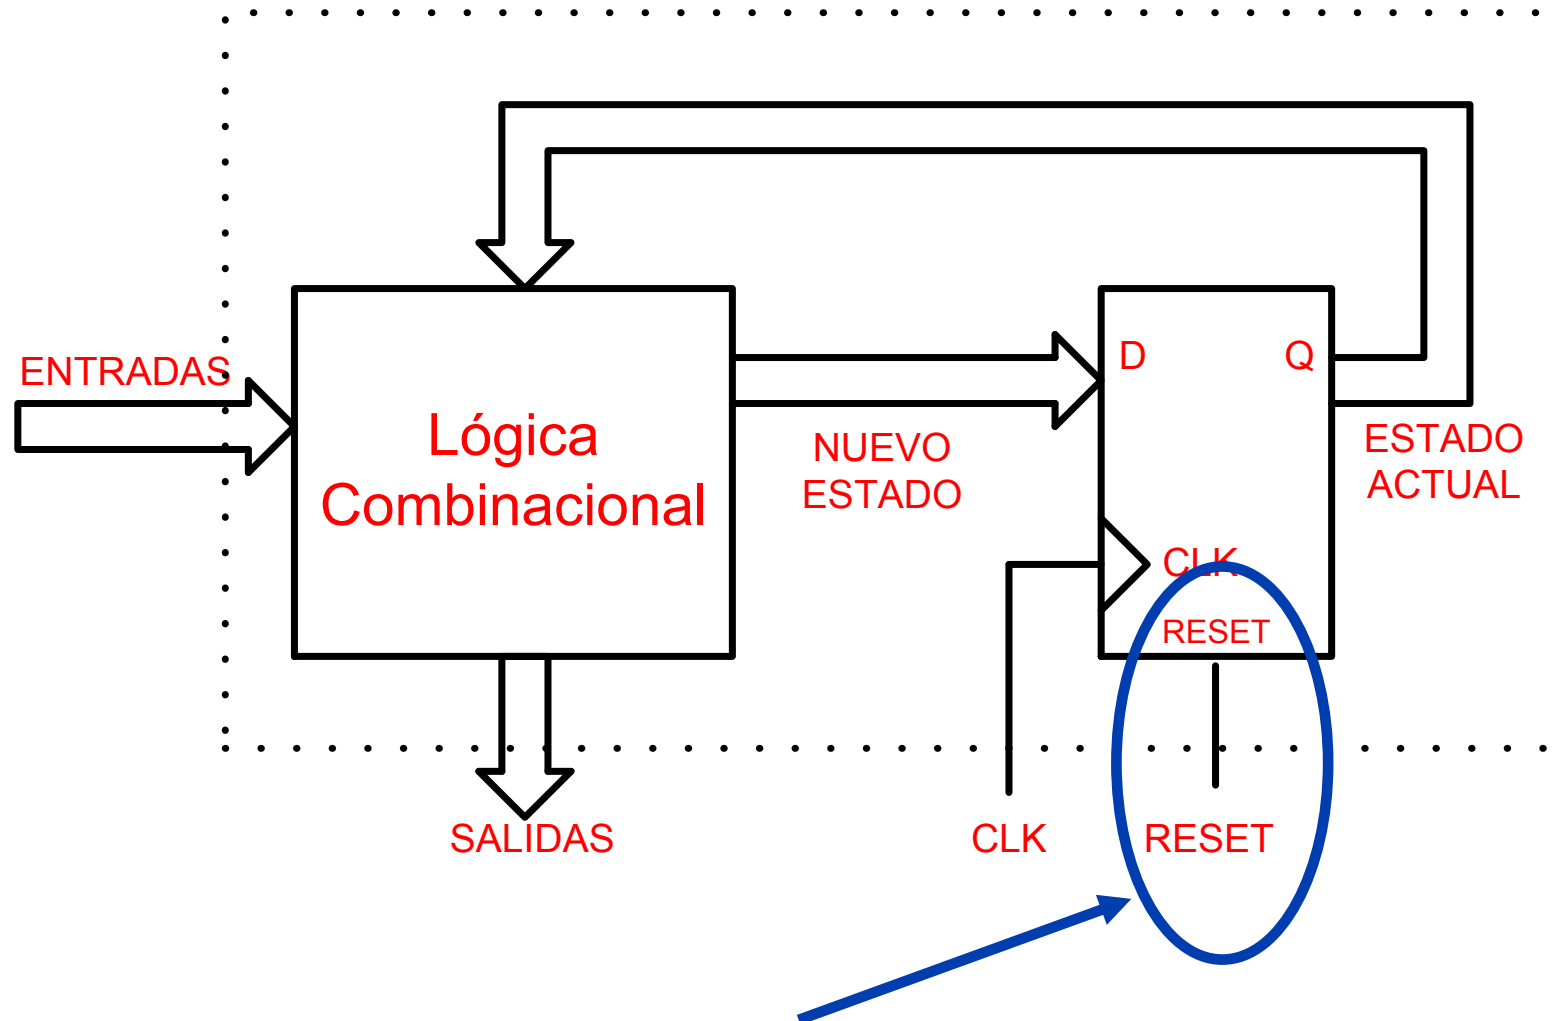 ENTRADAS
Lógica
Combinacional
NUEVO
ESTADO
D
Q
CLK
RESET
ESTADO
ACTUAL
SALIDAS
CLK
RESET